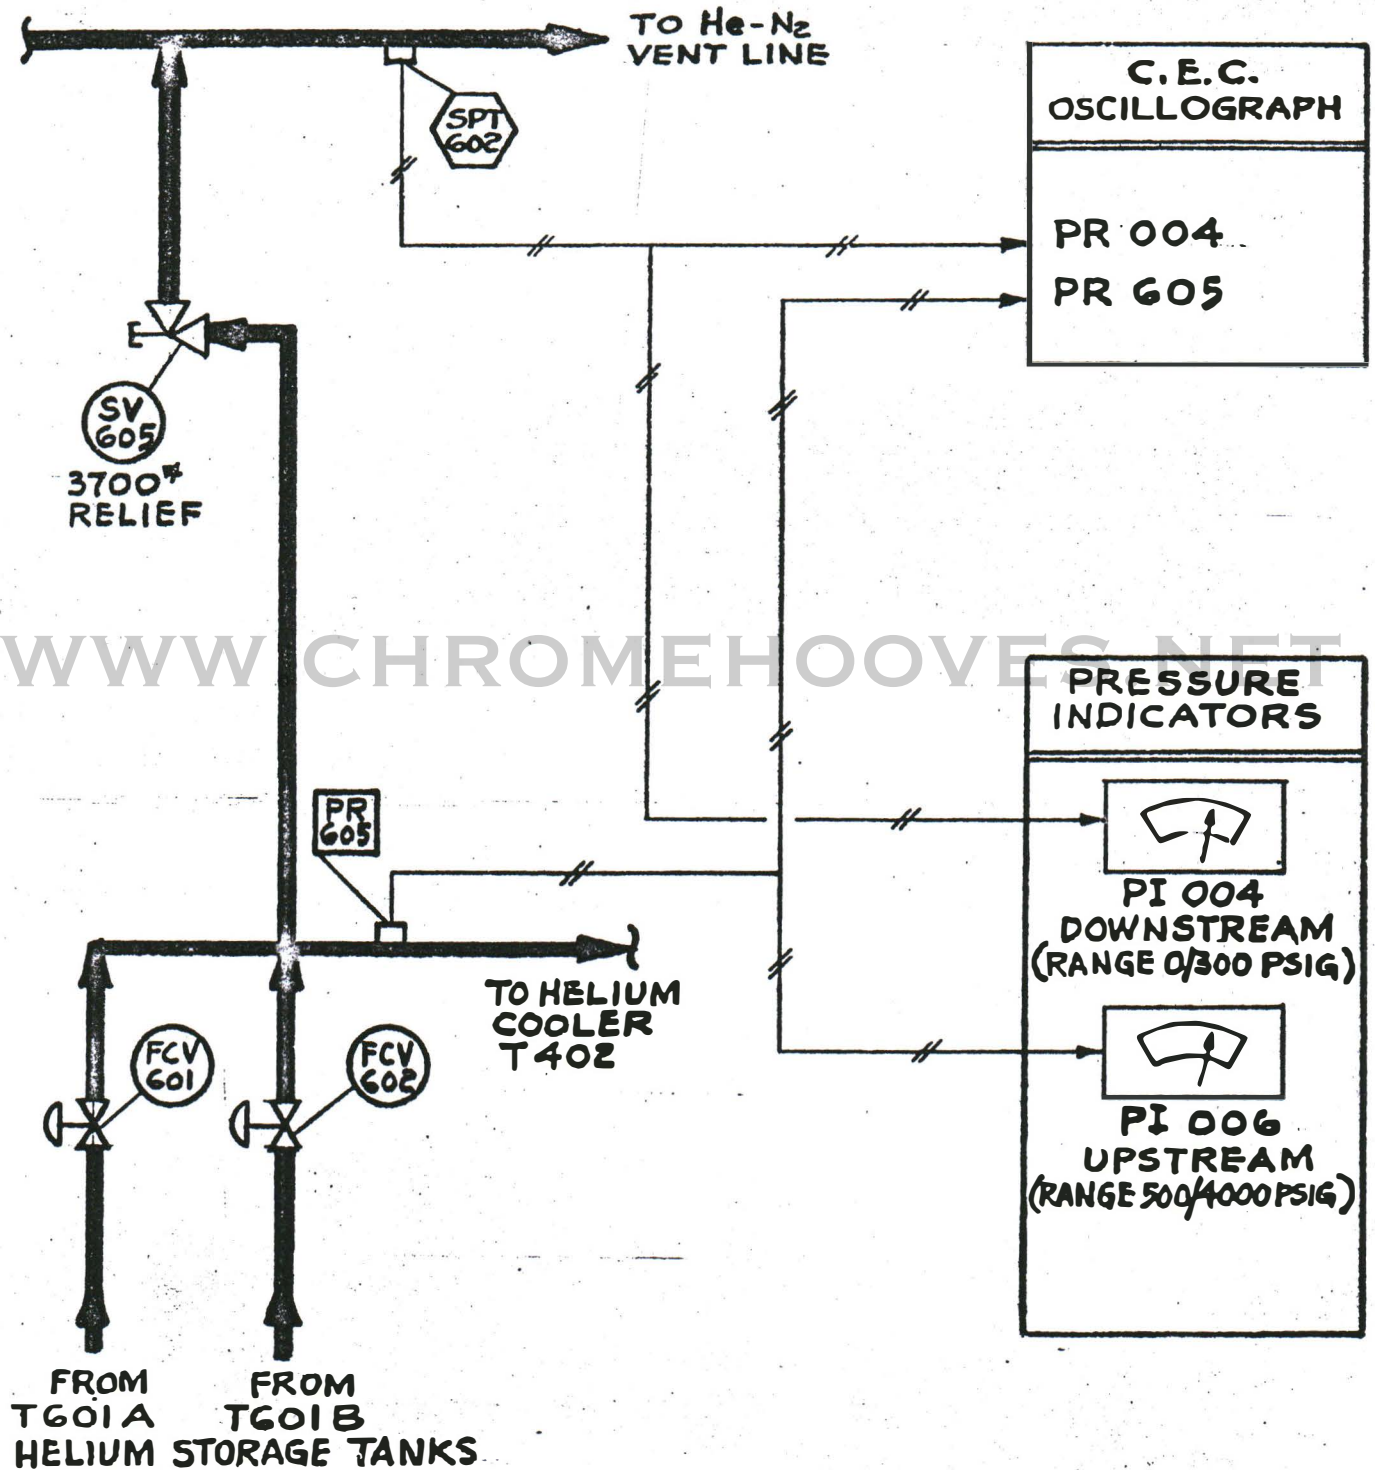 TO He-N2
VENT LINE
C.E.C.
OSCILLOGRAPH
SPT
602
PR 004
PR 605
SV
605
3700#
RELIEF
WWW.CHROMEHOOVES.NET
PRESSURE
INDICATORS
PR
605
PI 004
DOWNSTREAM
(RANGE 0/300 PSIG)
TO HELIUM
COOLER
T402
FCV
601
FCV
602
PI 006
UPSTREAM
(RANGE 500/4000 PSIG)
FROM
T601A
FROM
T601B
HELIUM STORAGE TANKS